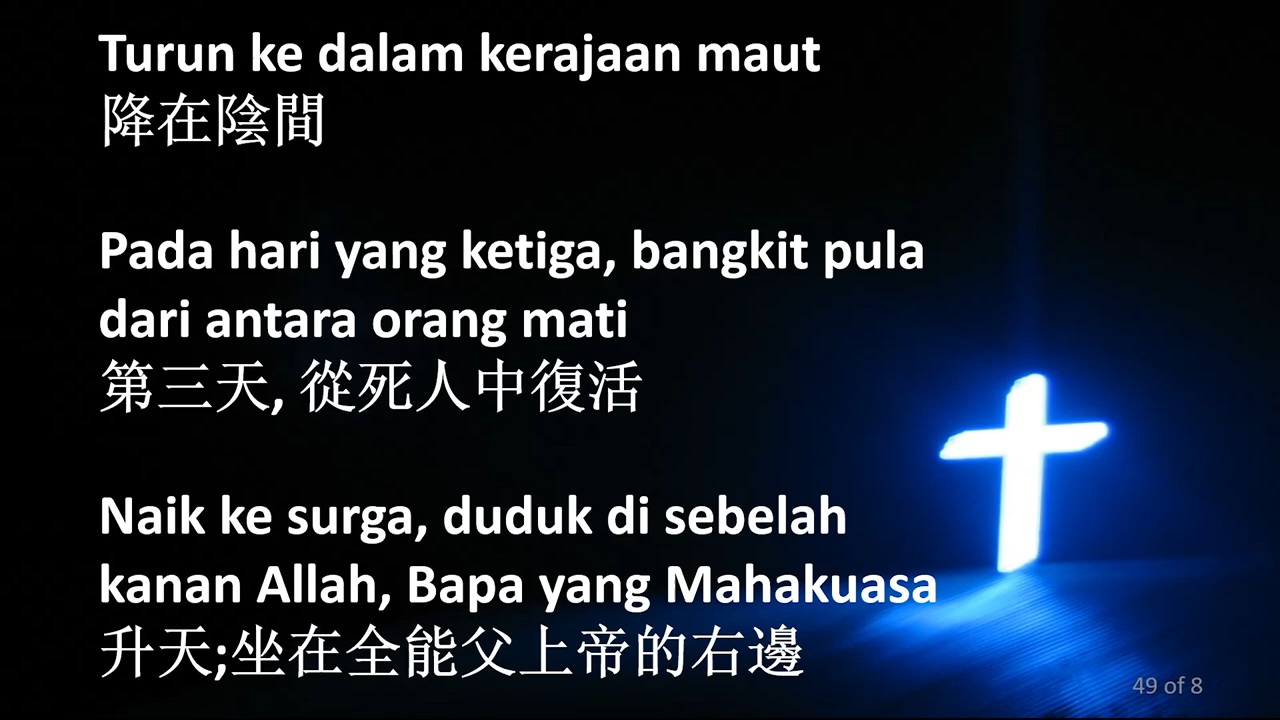 Turun ke dalam kerajaan maut
降在陰間
Pada hari yang ketiga, bangkit pula
dari antara orang mati
第三天, 從死人中復活
Naik ke surga, duduk di sebelah
kanan Allah, Bapa yang Mahakuasa
升天;坐在全能父上帝的右邊
49 of 8